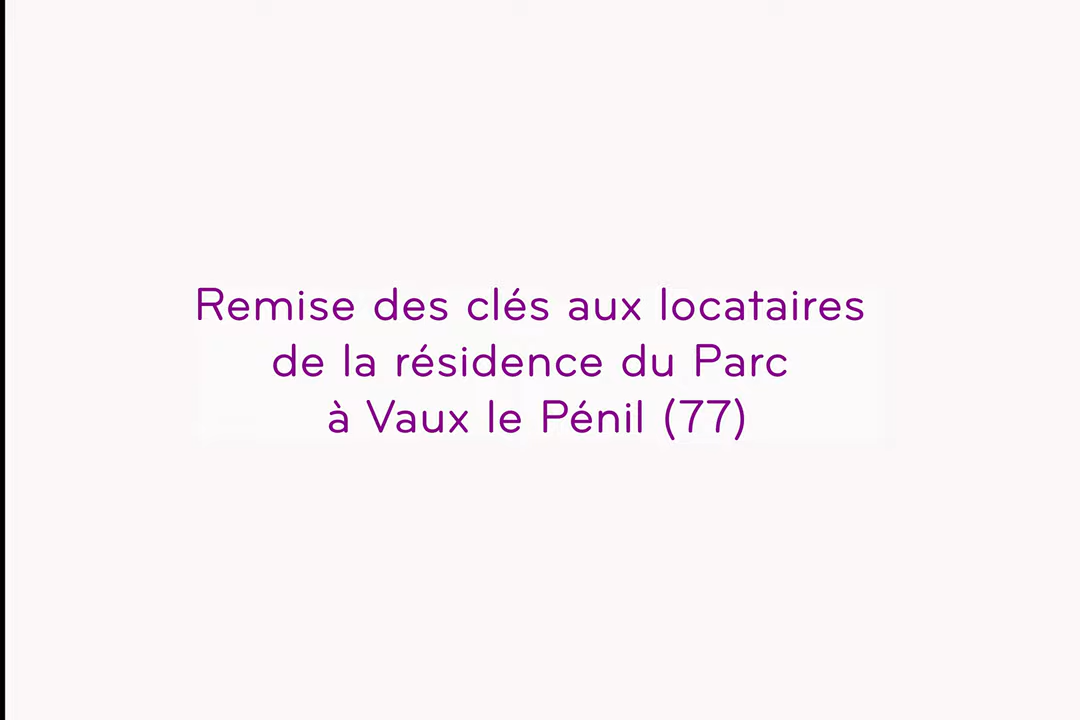 Remise des clés aux locataires
de la résidence du Parc
à Vaux le Pénil (77)